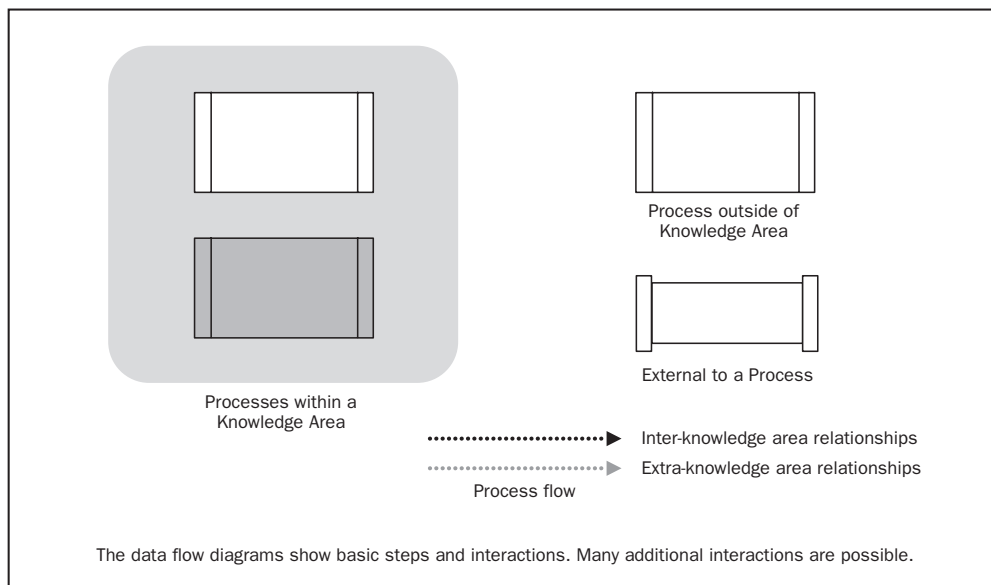 Process outside of
Knowledge Area
External to a Process
Processes within a
Knowledge Area
Inter-knowledge area relationships
Extra-knowledge area relationships
Process flow
The data flow diagrams show basic steps and interactions. Many additional interactions are possible.